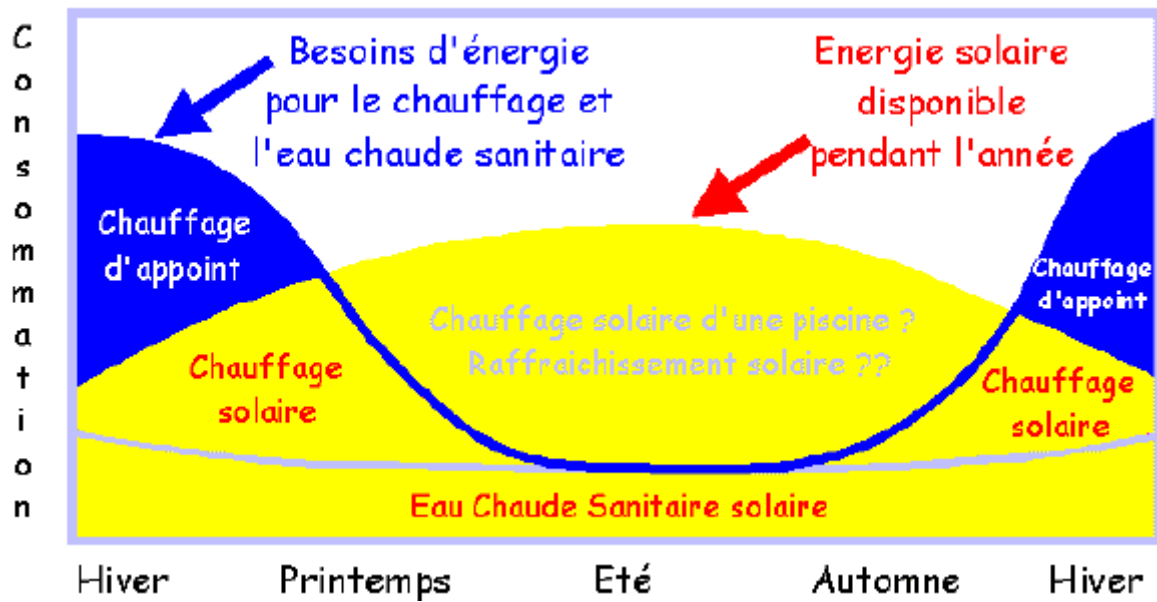 Consommation
Besoins d'énergie
pour le chauffage et
l'eau chaude sanitaire
Energie solaire
disponible
pendant l'année
Chauffage
d'appoint
Chauffage
d'appoint
Chauffage solaire d'une piscine ?
Raffraichissement solaire ??
Chauffage
solaire
Chauffage
solaire
Eau Chaude Sanitaire solaire
Hiver Printemps Eté Automne Hiver